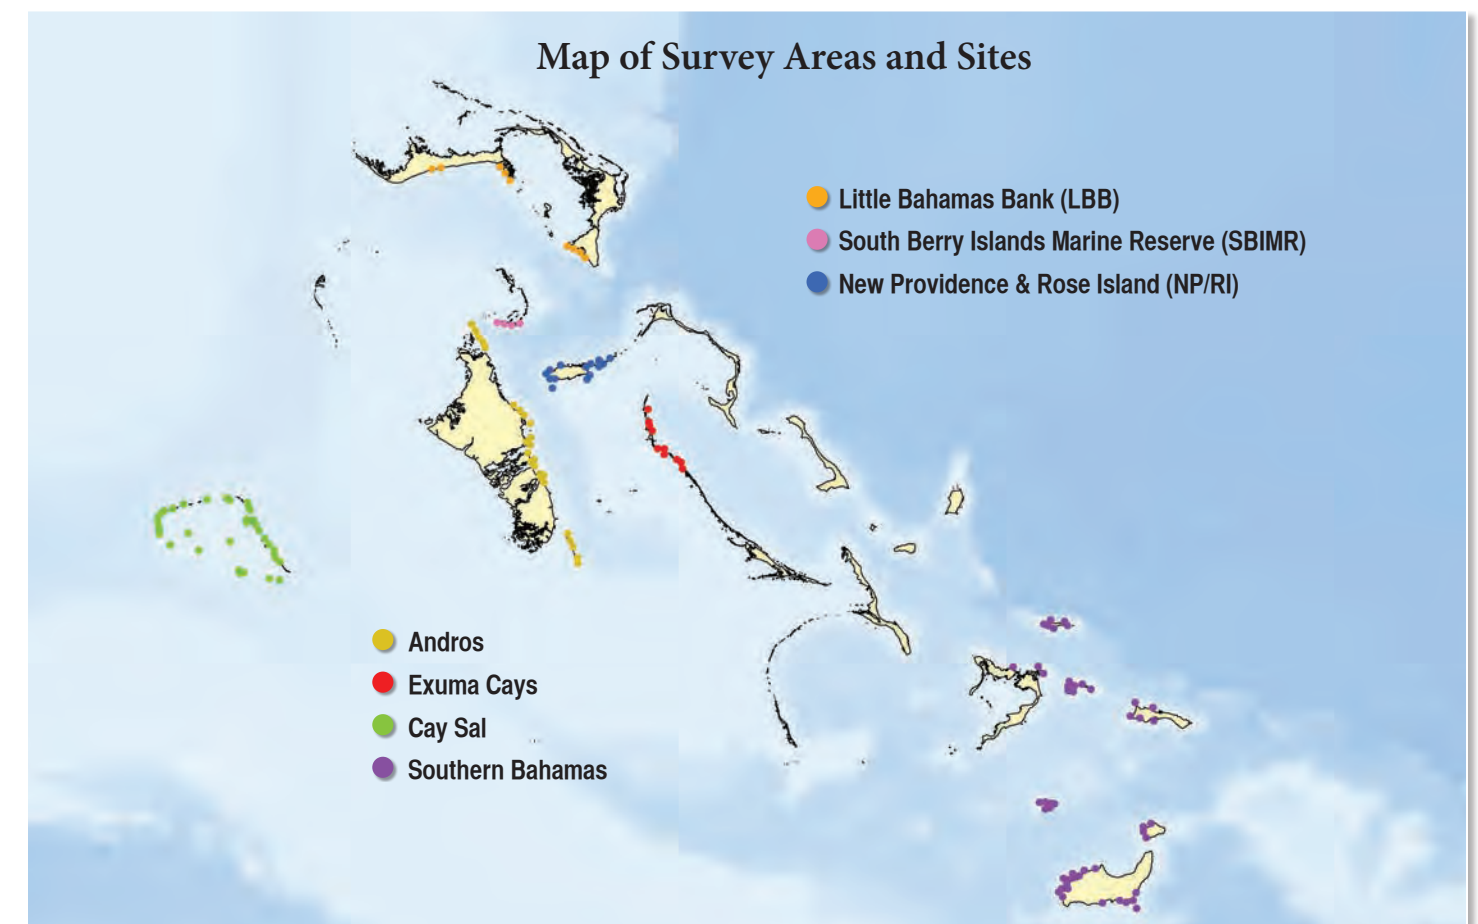 Map of Survey Areas and Sites
Little Bahamas Bank (LBB)
South Berry Islands Marine Reserve (SBIMR)
New Providence & Rose Island (NP/RI)
Andros
Exuma Cays
Cay Sal
Southern Bahamas